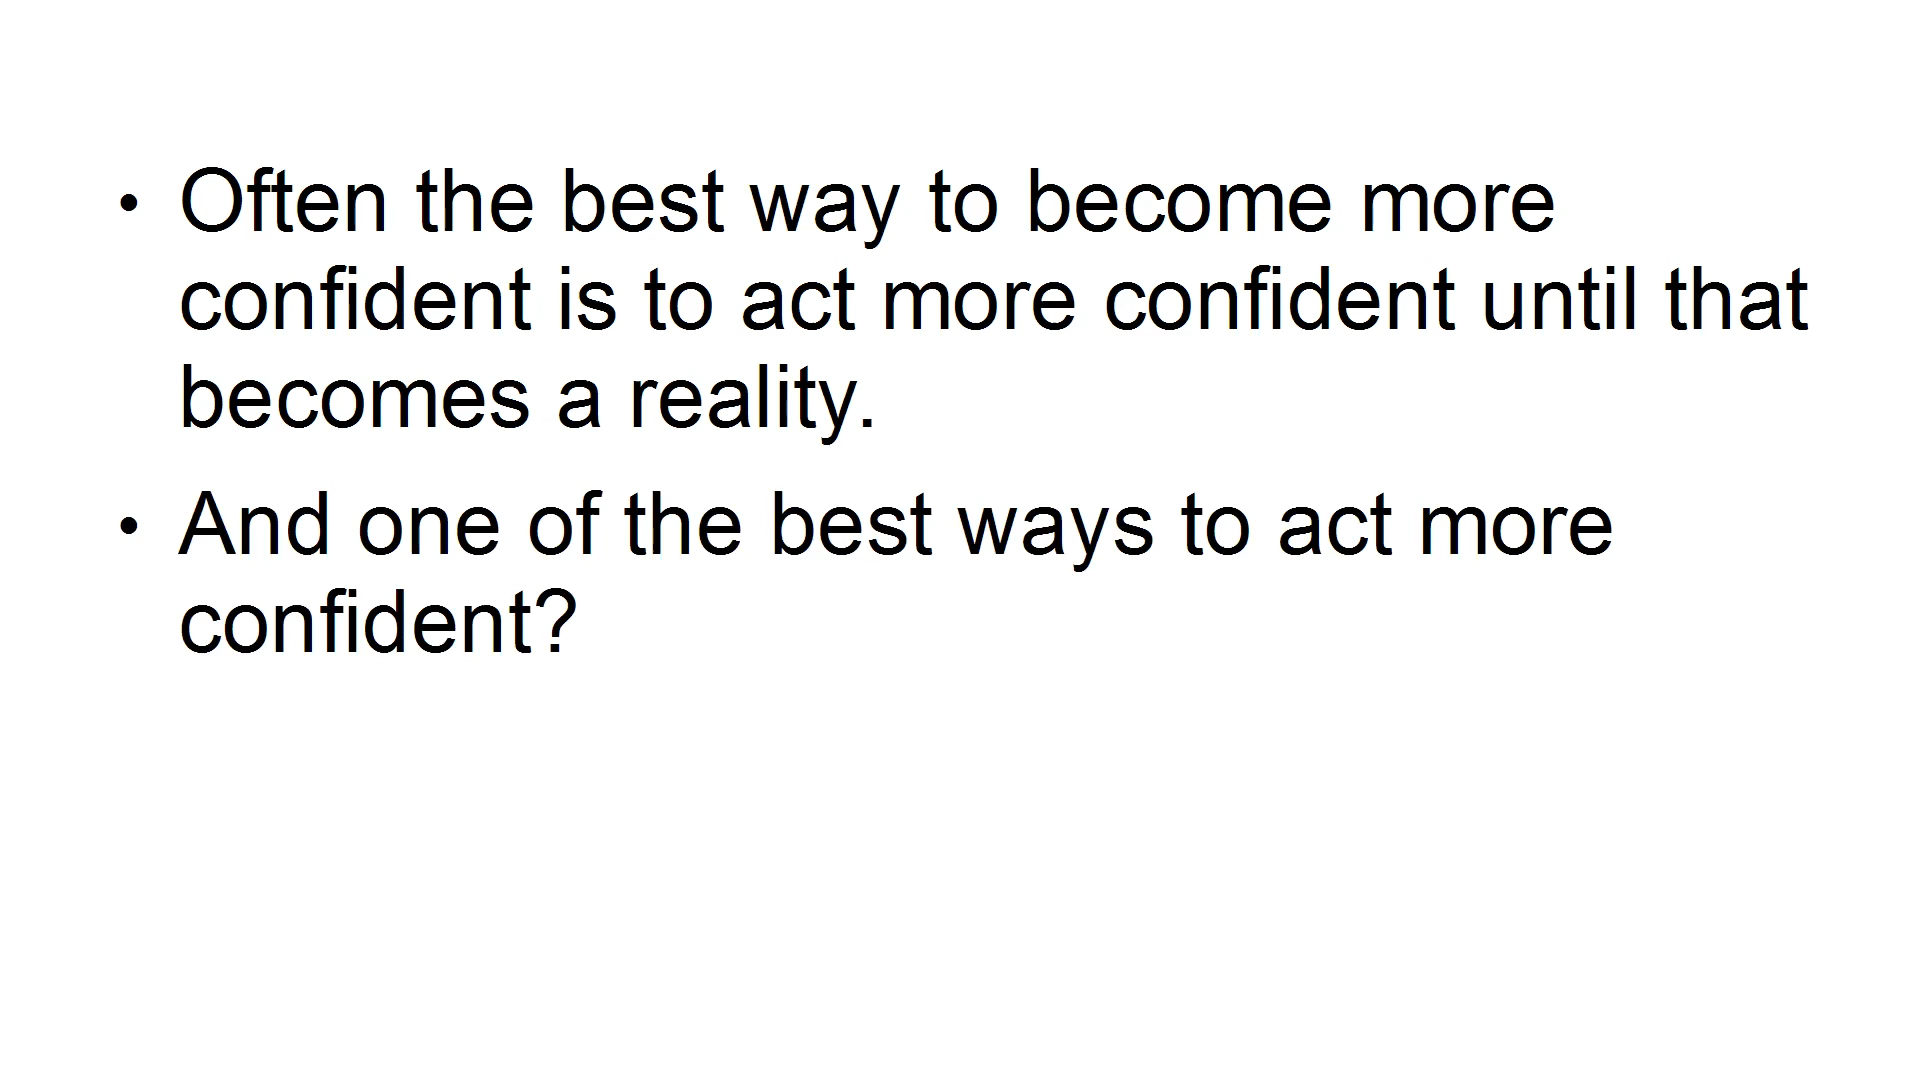 • Often the best way to become more
confident is to act more confident until that
becomes a reality.
• And one of the best ways to act more
confident?